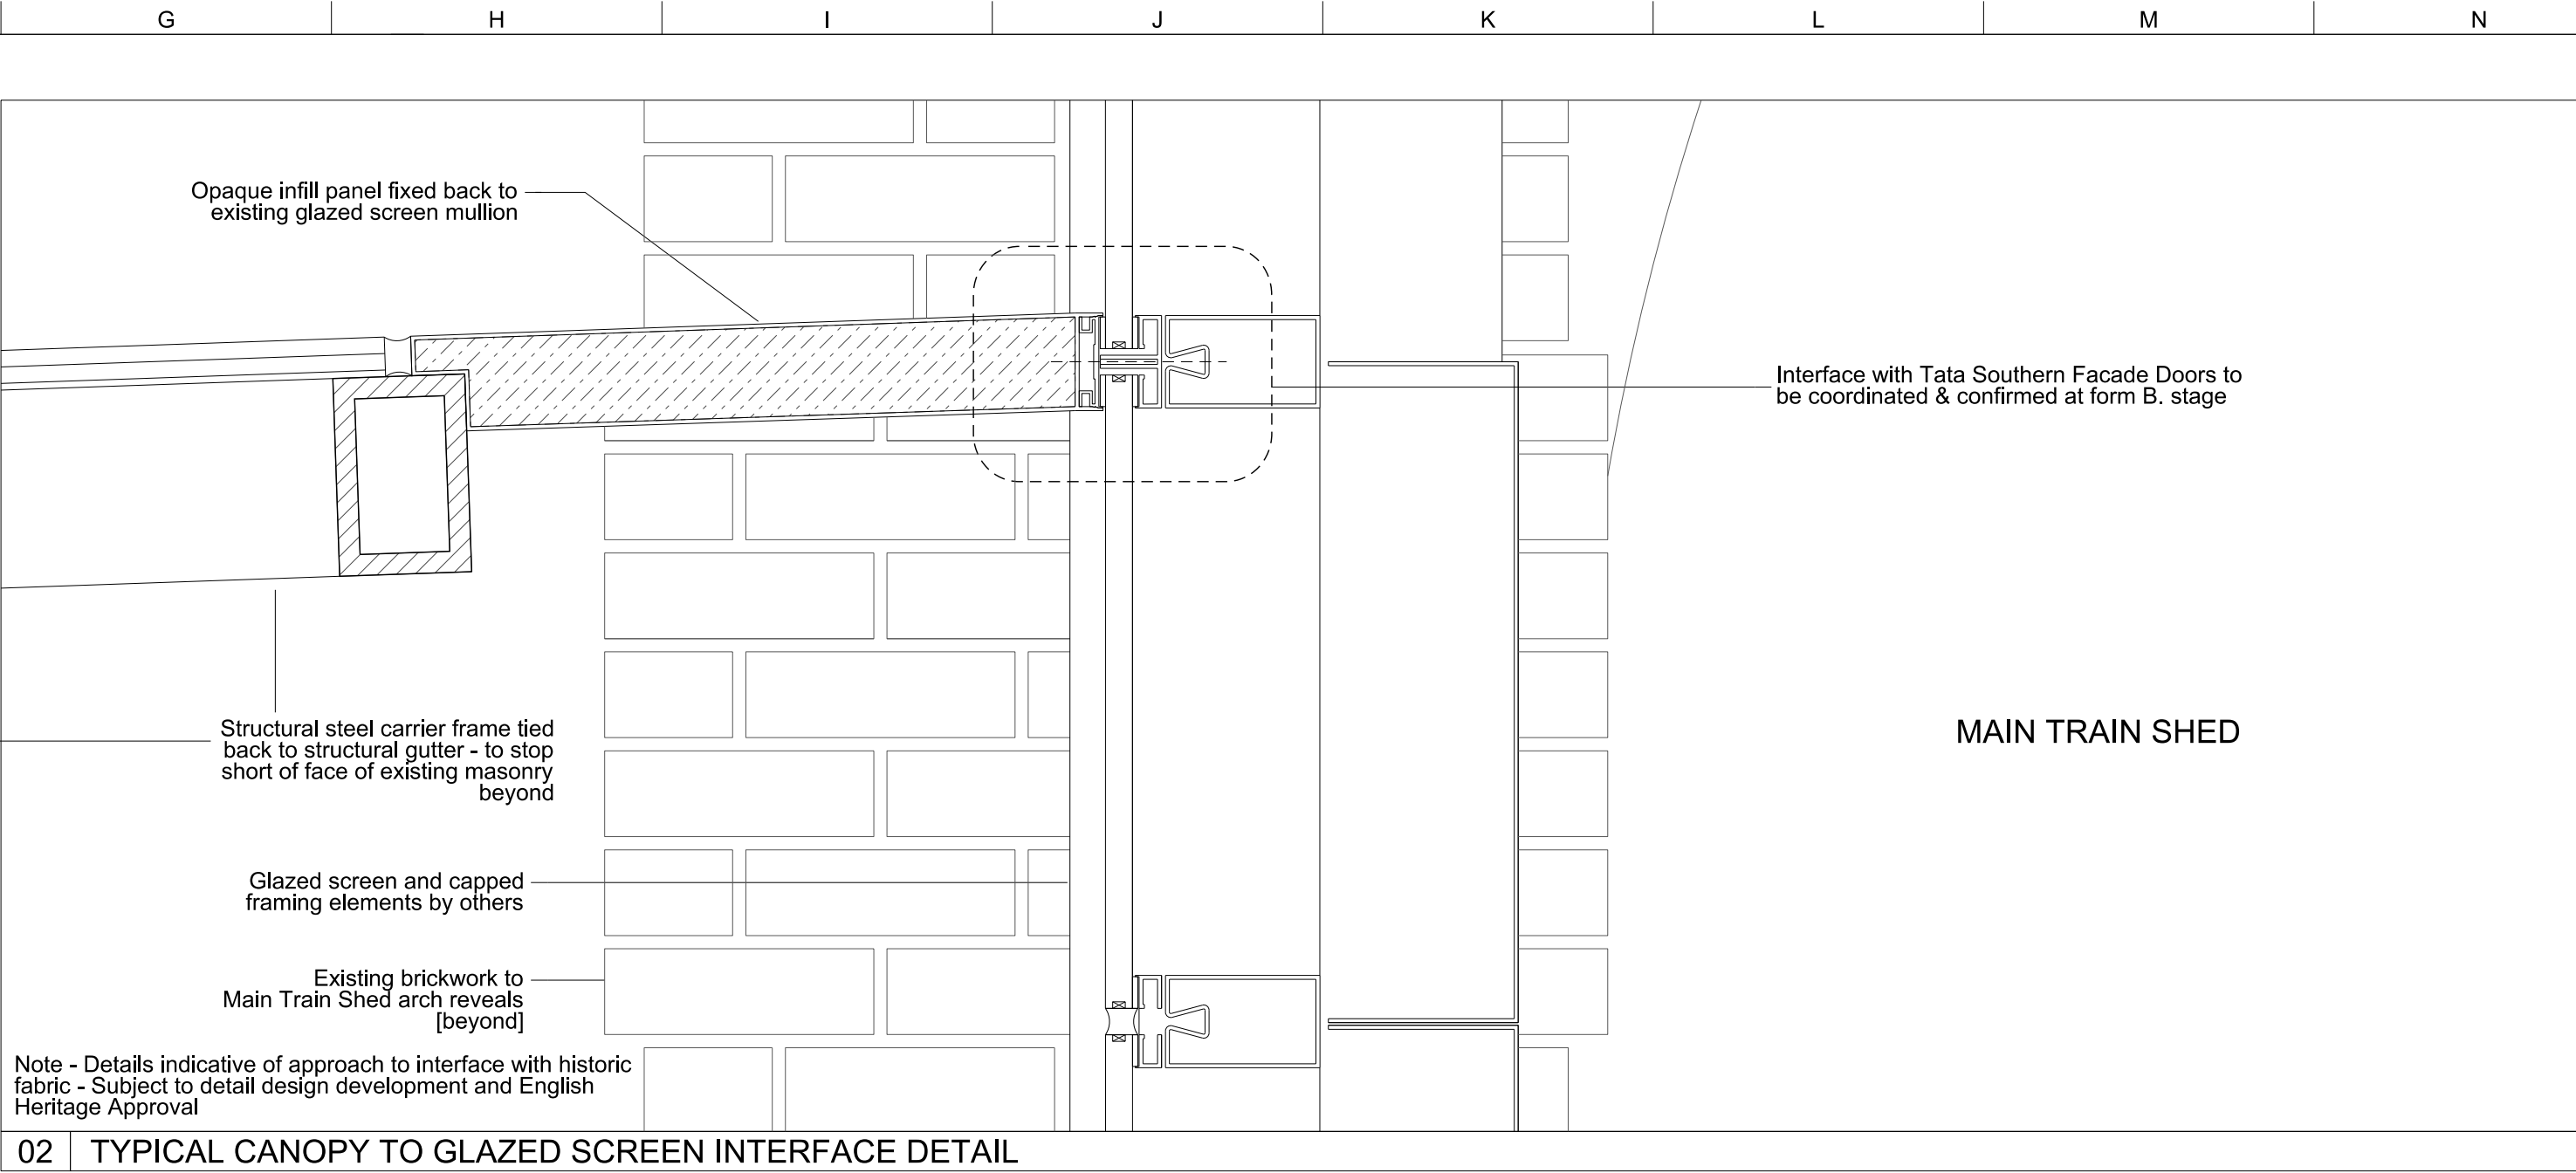 G H I J K L M N
Opaque infill panel fixed back to
existing glazed screen mullion
Interface with Tata Southern Facade Doors to
be coordinated & confirmed at form B. stage
Structural steel carrier frame tied
back to structural gutter - to stop
short of face of existing masonry
beyond
MAIN TRAIN SHED
Glazed screen and capped
framing elements by others
Existing brickwork to
Main Train Shed arch reveals
[beyond]
Note - Details indicative of approach to interface with historic
fabric - Subject to detail design development and English
Heritage Approval
02 TYPICAL CANOPY TO GLAZED SCREEN INTERFACE DETAIL